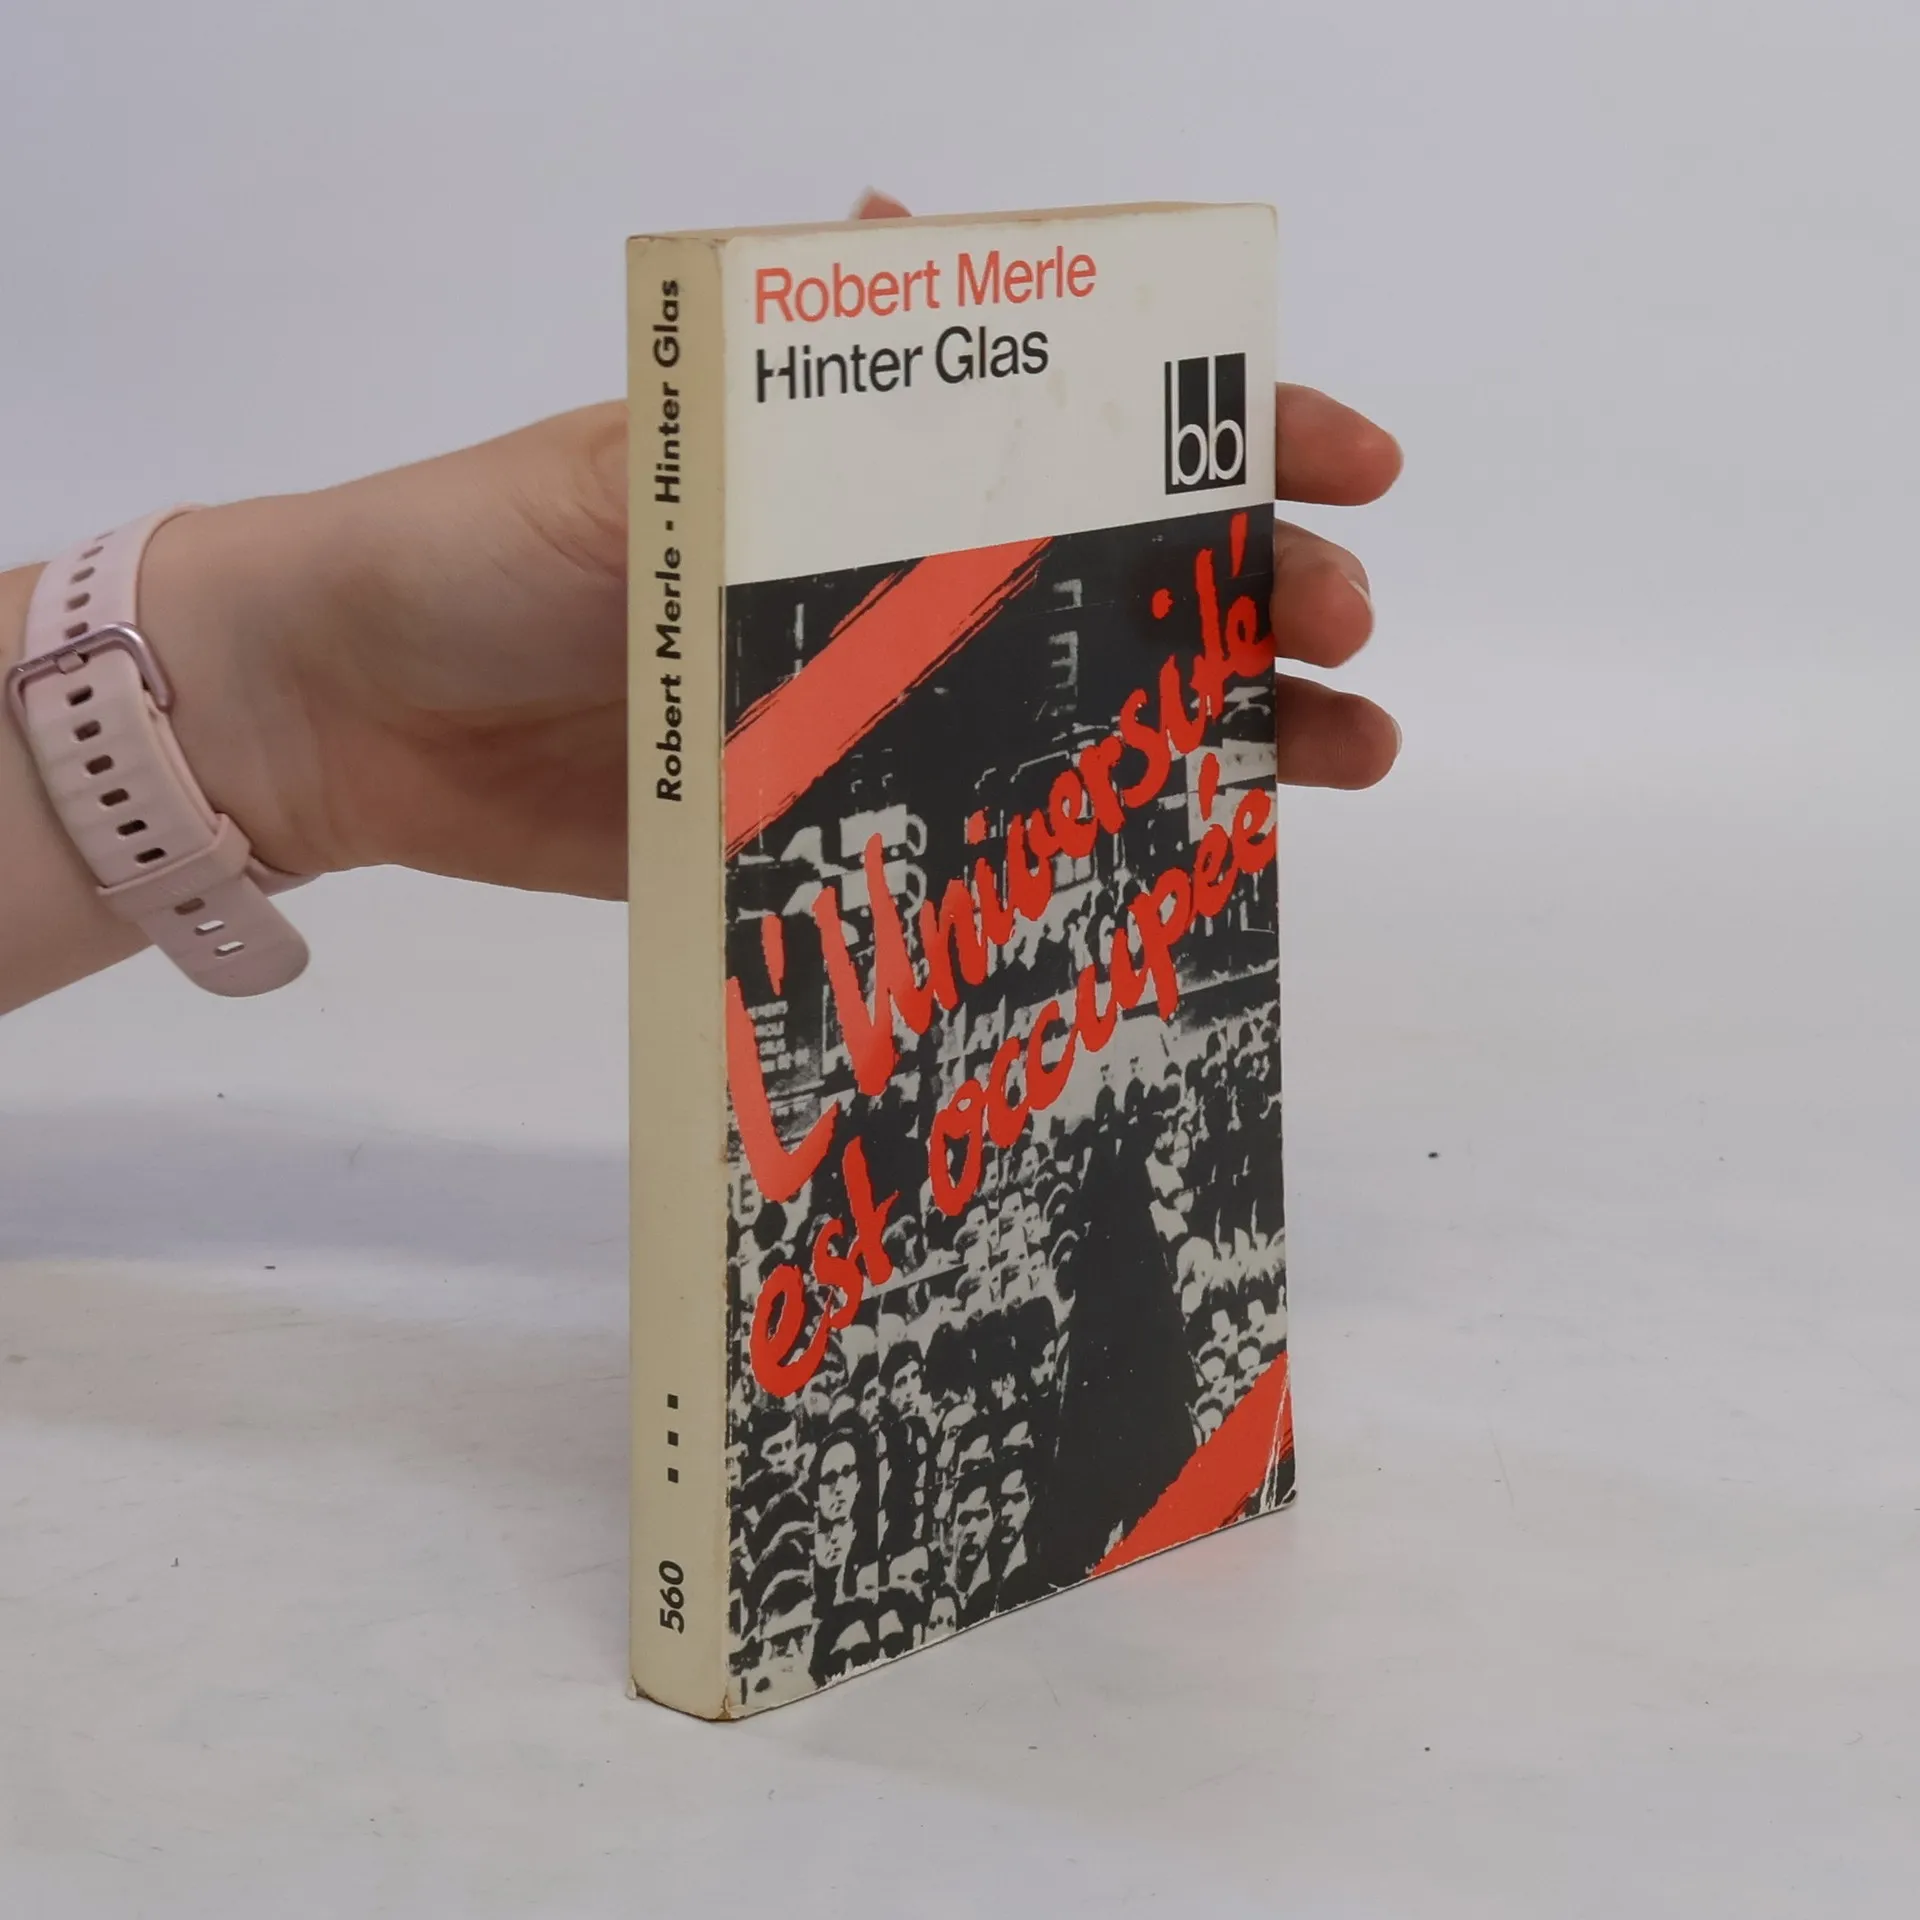 Robert Merle
Hinter Glas
bb
L'Université
est occupée
Robert Merle · Hinter Glas
560